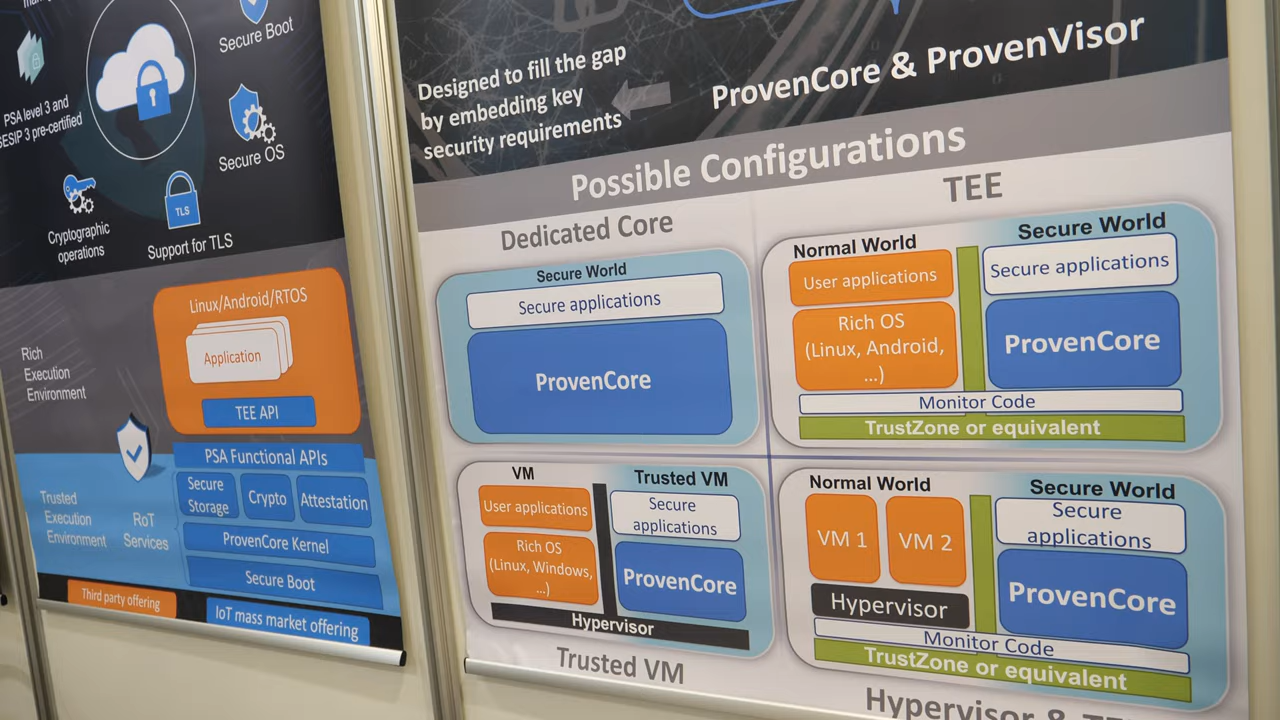 Secure Boot
PSA level 3 and
SESIP 3 pre-certified
Secure OS
TLS
Cryptographic
operations
Support for TLS
Linux/Android/RTOS
Application
TEE API
Rich
Execution
Environment
PSA Functional APIs
Secure
Storage
Crypto
Attestation
Trusted
Execution
Environment
RoT
Services
ProvenCore Kernel
Secure Boot
Third party offering
IoT mass market offering
Designed to fill the gap
by embedding key
security requirements
ProvenCore & ProvenVisor
Possible Configurations
Dedicated Core
Secure World
Secure applications
ProvenCore
TEE
Normal World
User applications
Rich OS
(Linux, Android,
...)
Secure World
Secure applications
ProvenCore
Monitor Code
TrustZone or equivalent
VM
User applications
Rich OS
(Linux, Windows,
...)
Trusted VM
Secure
applications
ProvenCore
Hypervisor
Trusted VM
Normal World
VM 1
VM 2
Hypervisor
Secure World
Secure
applications
ProvenCore
Monitor Code
TrustZone or equivalent
Hypervisor &